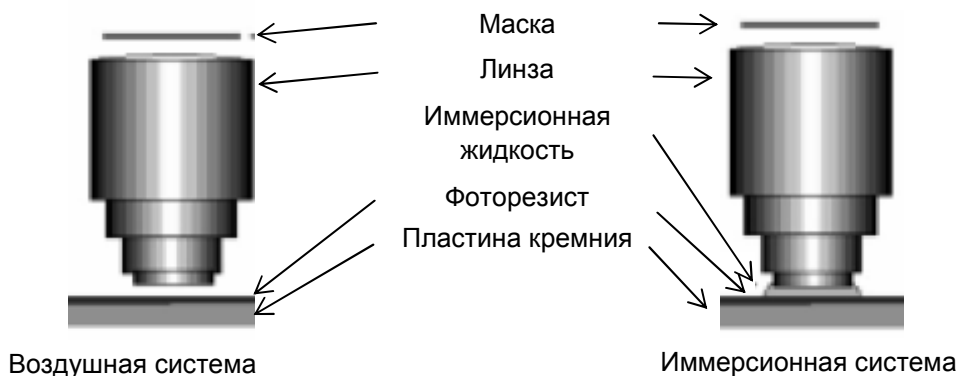 Маска
Линза
Иммерсионная
жидкость
Фоторезист
Пластина кремния
Воздушная система
Иммерсионная система